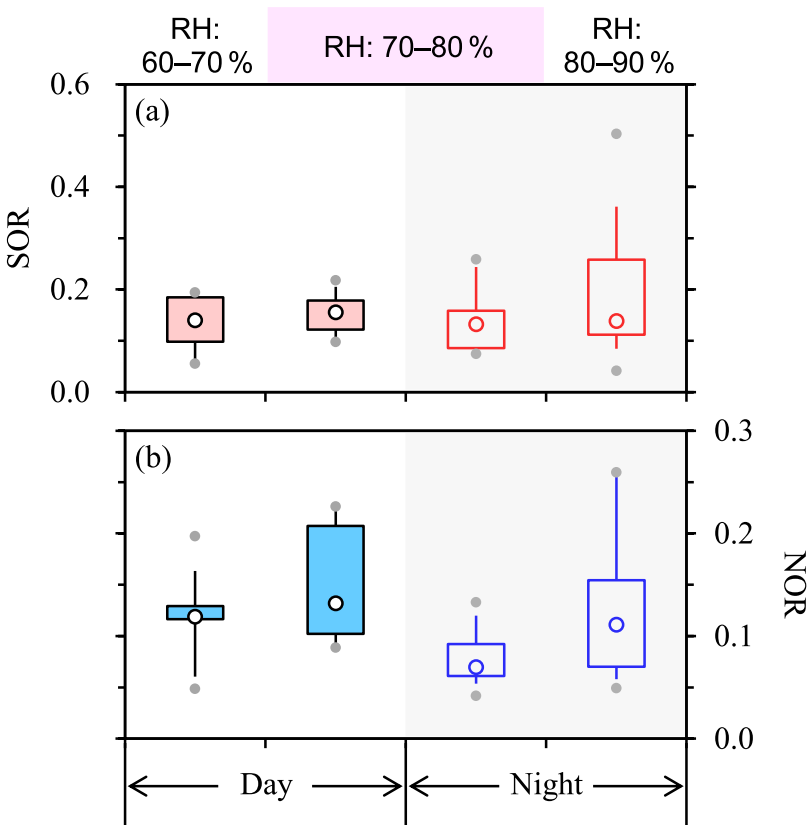 RH:
60–70 %
RH: 70–80 %
RH:
80–90 %
(a)
0.6
0.4
0.2
0.0
SOR
(b)
0.3
0.2
0.1
0.0
NOR
Day
Night